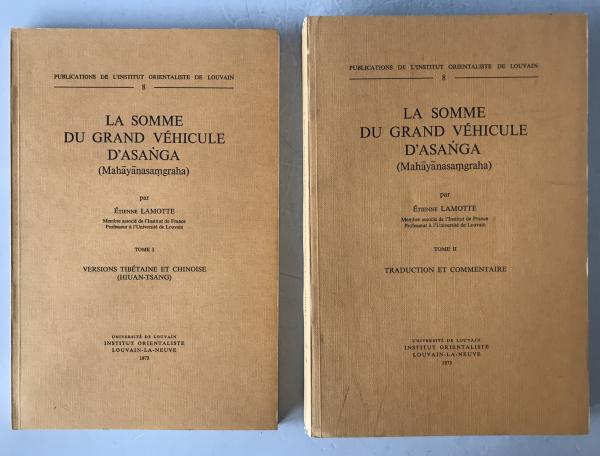 PUBLICATIONS DE L'INSTITUT ORIENTALISTE DE LOUVAIN
8
LA SOMME
DU GRAND VÉHICULE
D'ASAṄGA
(Mahāyānasaṃgraha)
par
ÉTIENNE LAMOTTE
Membre associé de l'Institut de France
Professeur à l'Université de Louvain
TOME I
VERSIONS TIBÉTAINE ET CHINOISE
(HIUAN-TSANG)
UNIVERSITÉ DE LOUVAIN
INSTITUT ORIENTALISTE
LOUVAIN-LA-NEUVE
1973
PUBLICATIONS DE L'INSTITUT ORIENTALISTE DE LOUVAIN
8
LA SOMME
DU GRAND VÉHICULE
D'ASAṄGA
(Mahāyānasaṃgraha)
par
ÉTIENNE LAMOTTE
Membre associé de l'Institut de France
Professeur à l'Université de Louvain
TOME II
TRADUCTION ET COMMENTAIRE
UNIVERSITÉ DE LOUVAIN
INSTITUT ORIENTALISTE
LOUVAIN-LA-NEUVE
1973